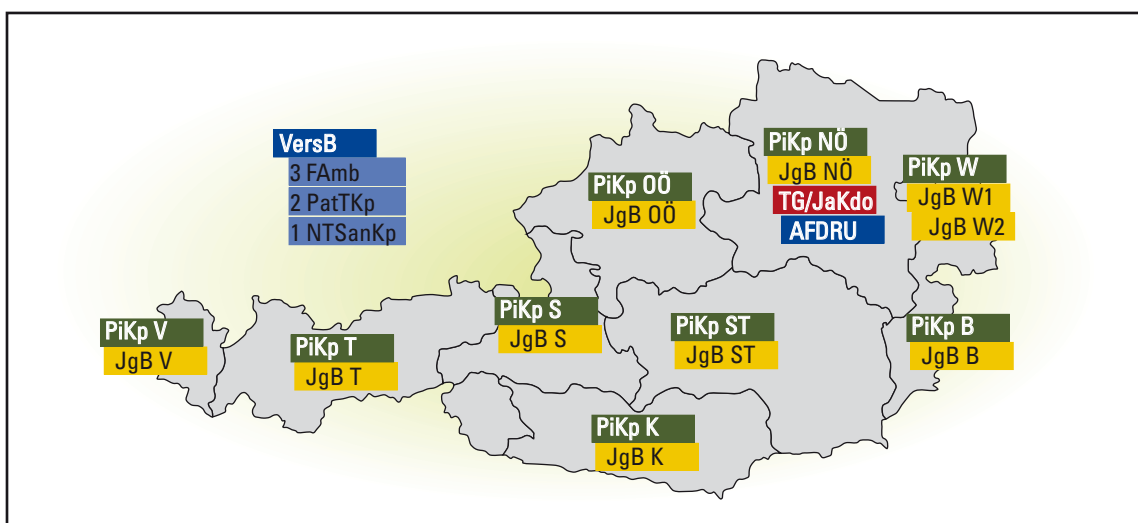 VersB
3 FAmb
2 PatTKp
1 NTSanKp
PiKp OÖ
JgB OÖ
PiKp NÖ
JgB NÖ
TG/JaKdo
AFDRU
PiKp W
JgB W1
JgB W2
PiKp V
JgB V
PiKp T
JgB T
PiKp S
JgB S
PiKp ST
JgB ST
PiKp B
JgB B
PiKp K
JgB K